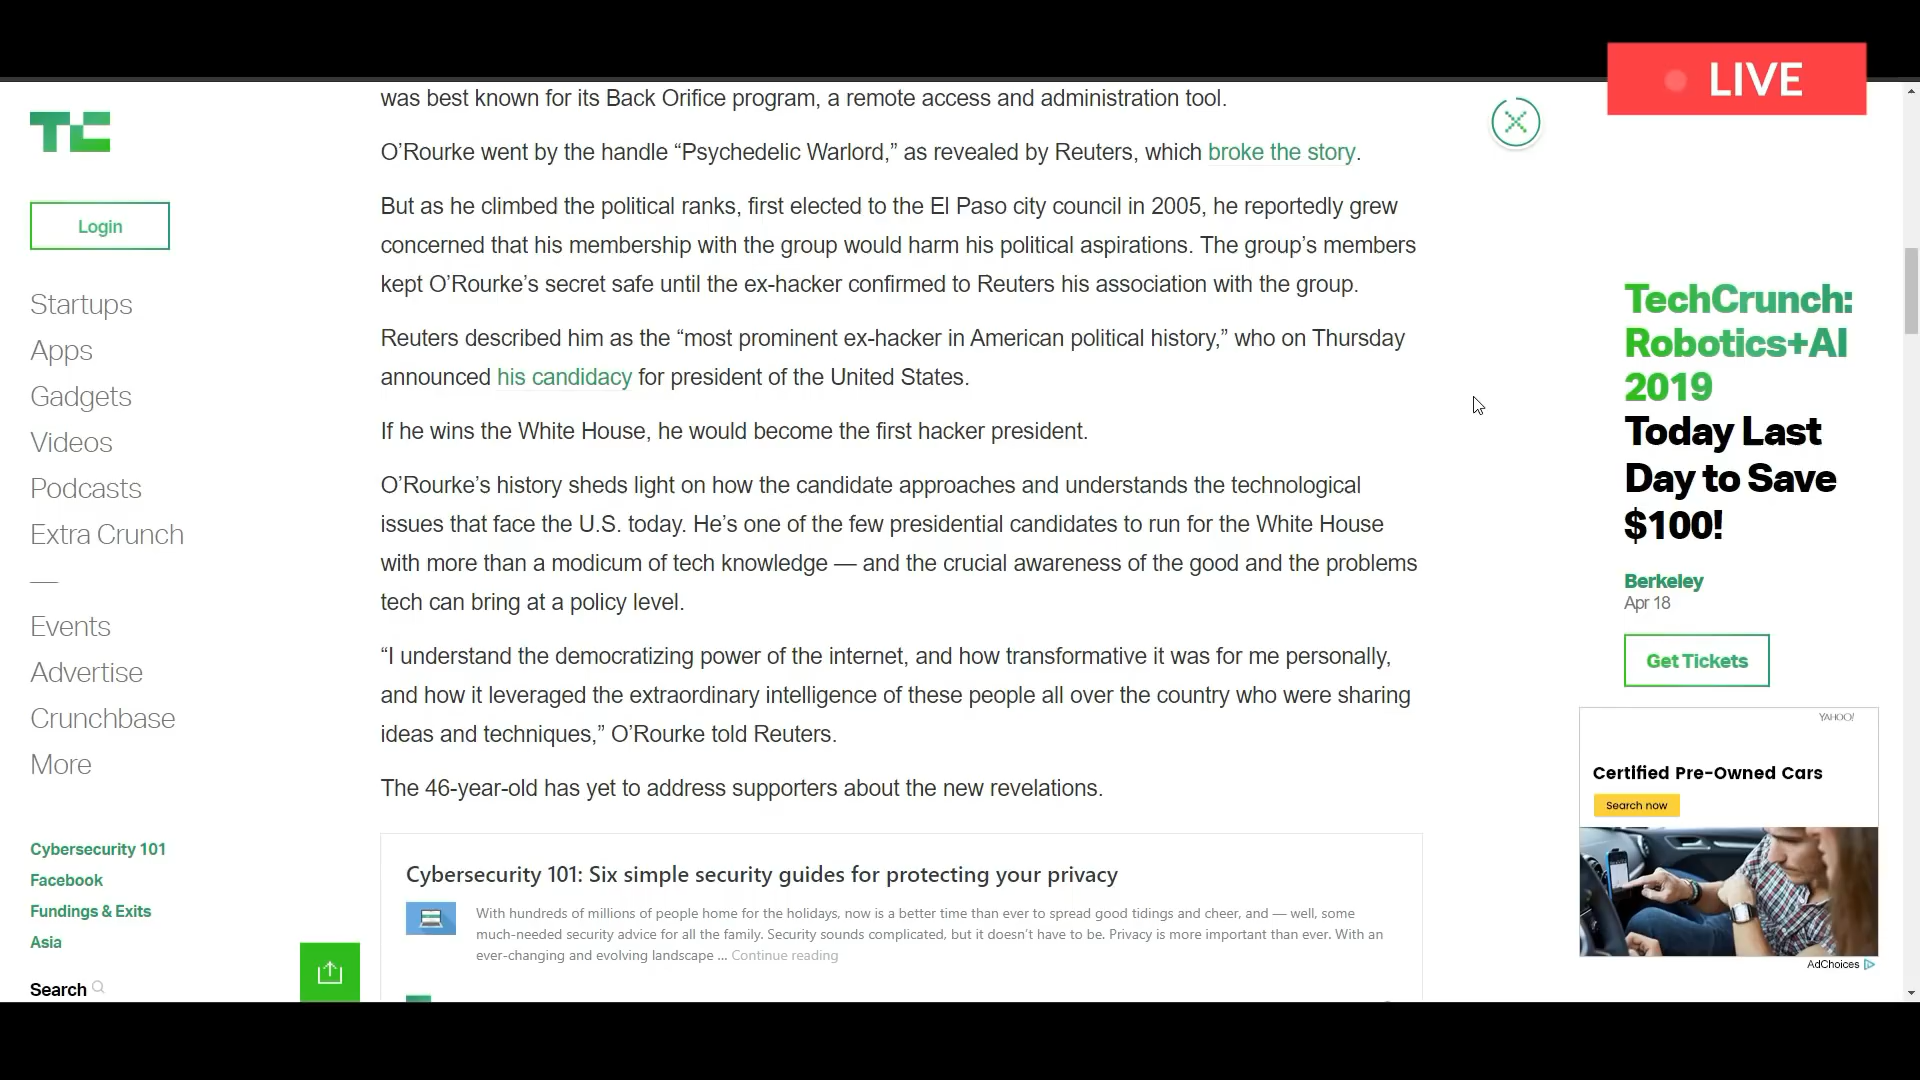 LIVE
TC
Login
Startups
Apps
Gadgets
Videos
Podcasts
Extra Crunch
—
Events
Advertise
Crunchbase
More
Cybersecurity 101
Facebook
Fundings & Exits
Asia
Search
was best known for its Back Orifice program, a remote access and administration tool.
O’Rourke went by the handle “Psychedelic Warlord,” as revealed by Reuters, which broke the story.
But as he climbed the political ranks, first elected to the El Paso city council in 2005, he reportedly grew
concerned that his membership with the group would harm his political aspirations. The group’s members
kept O’Rourke’s secret safe until the ex-hacker confirmed to Reuters his association with the group.
Reuters described him as the “most prominent ex-hacker in American political history,” who on Thursday
announced his candidacy for president of the United States.
If he wins the White House, he would become the first hacker president.
O’Rourke’s history sheds light on how the candidate approaches and understands the technological
issues that face the U.S. today. He’s one of the few presidential candidates to run for the White House
with more than a modicum of tech knowledge — and the crucial awareness of the good and the problems
tech can bring at a policy level.
“I understand the democratizing power of the internet, and how transformative it was for me personally,
and how it leveraged the extraordinary intelligence of these people all over the country who were sharing
ideas and techniques,” O’Rourke told Reuters.
The 46-year-old has yet to address supporters about the new revelations.
Cybersecurity 101: Six simple security guides for protecting your privacy
With hundreds of millions of people home for the holidays, now is a better time than ever to spread good tidings and cheer, and — well, some
much-needed security advice for all the family. Security sounds complicated, but it doesn’t have to be. Privacy is more important than ever. With an
ever-changing and evolving landscape ... Continue reading
TechCrunch:
Robotics+AI
2019
Today Last
Day to Save
$100!
Berkeley
Apr 18
Get Tickets
YAHOO!
Certified Pre-Owned Cars
Search now
AdChoices